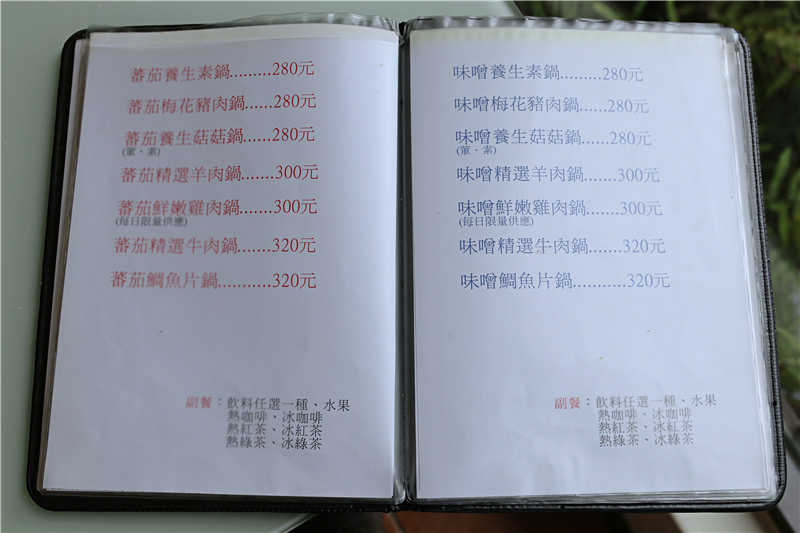 蕃茄養生素鍋.........280元
蕃茄梅花豬肉鍋......280元
蕃茄養生菇菇鍋......280元
(葷、素)
蕃茄精選羊肉鍋.......300元
蕃茄鮮嫩雞肉鍋.......300元
(每日限量供應)
蕃茄精選牛肉鍋.......320元
蕃茄鯛魚片鍋...........320元
副餐：飲料任選一種、水果
熱咖啡、冰咖啡
熱紅茶、冰紅茶
熱綠茶、冰綠茶
味噌養生素鍋.........280元
味噌梅花豬肉鍋......280元
味噌養生菇菇鍋......280元
(葷、素)
味噌精選羊肉鍋.......300元
味噌鮮嫩雞肉鍋.......300元
(每日限量供應)
味噌精選牛肉鍋.......320元
味噌鯛魚片鍋...........320元
副餐：飲料任選一種、水果
熱咖啡、冰咖啡
熱紅茶、冰紅茶
熱綠茶、冰綠茶